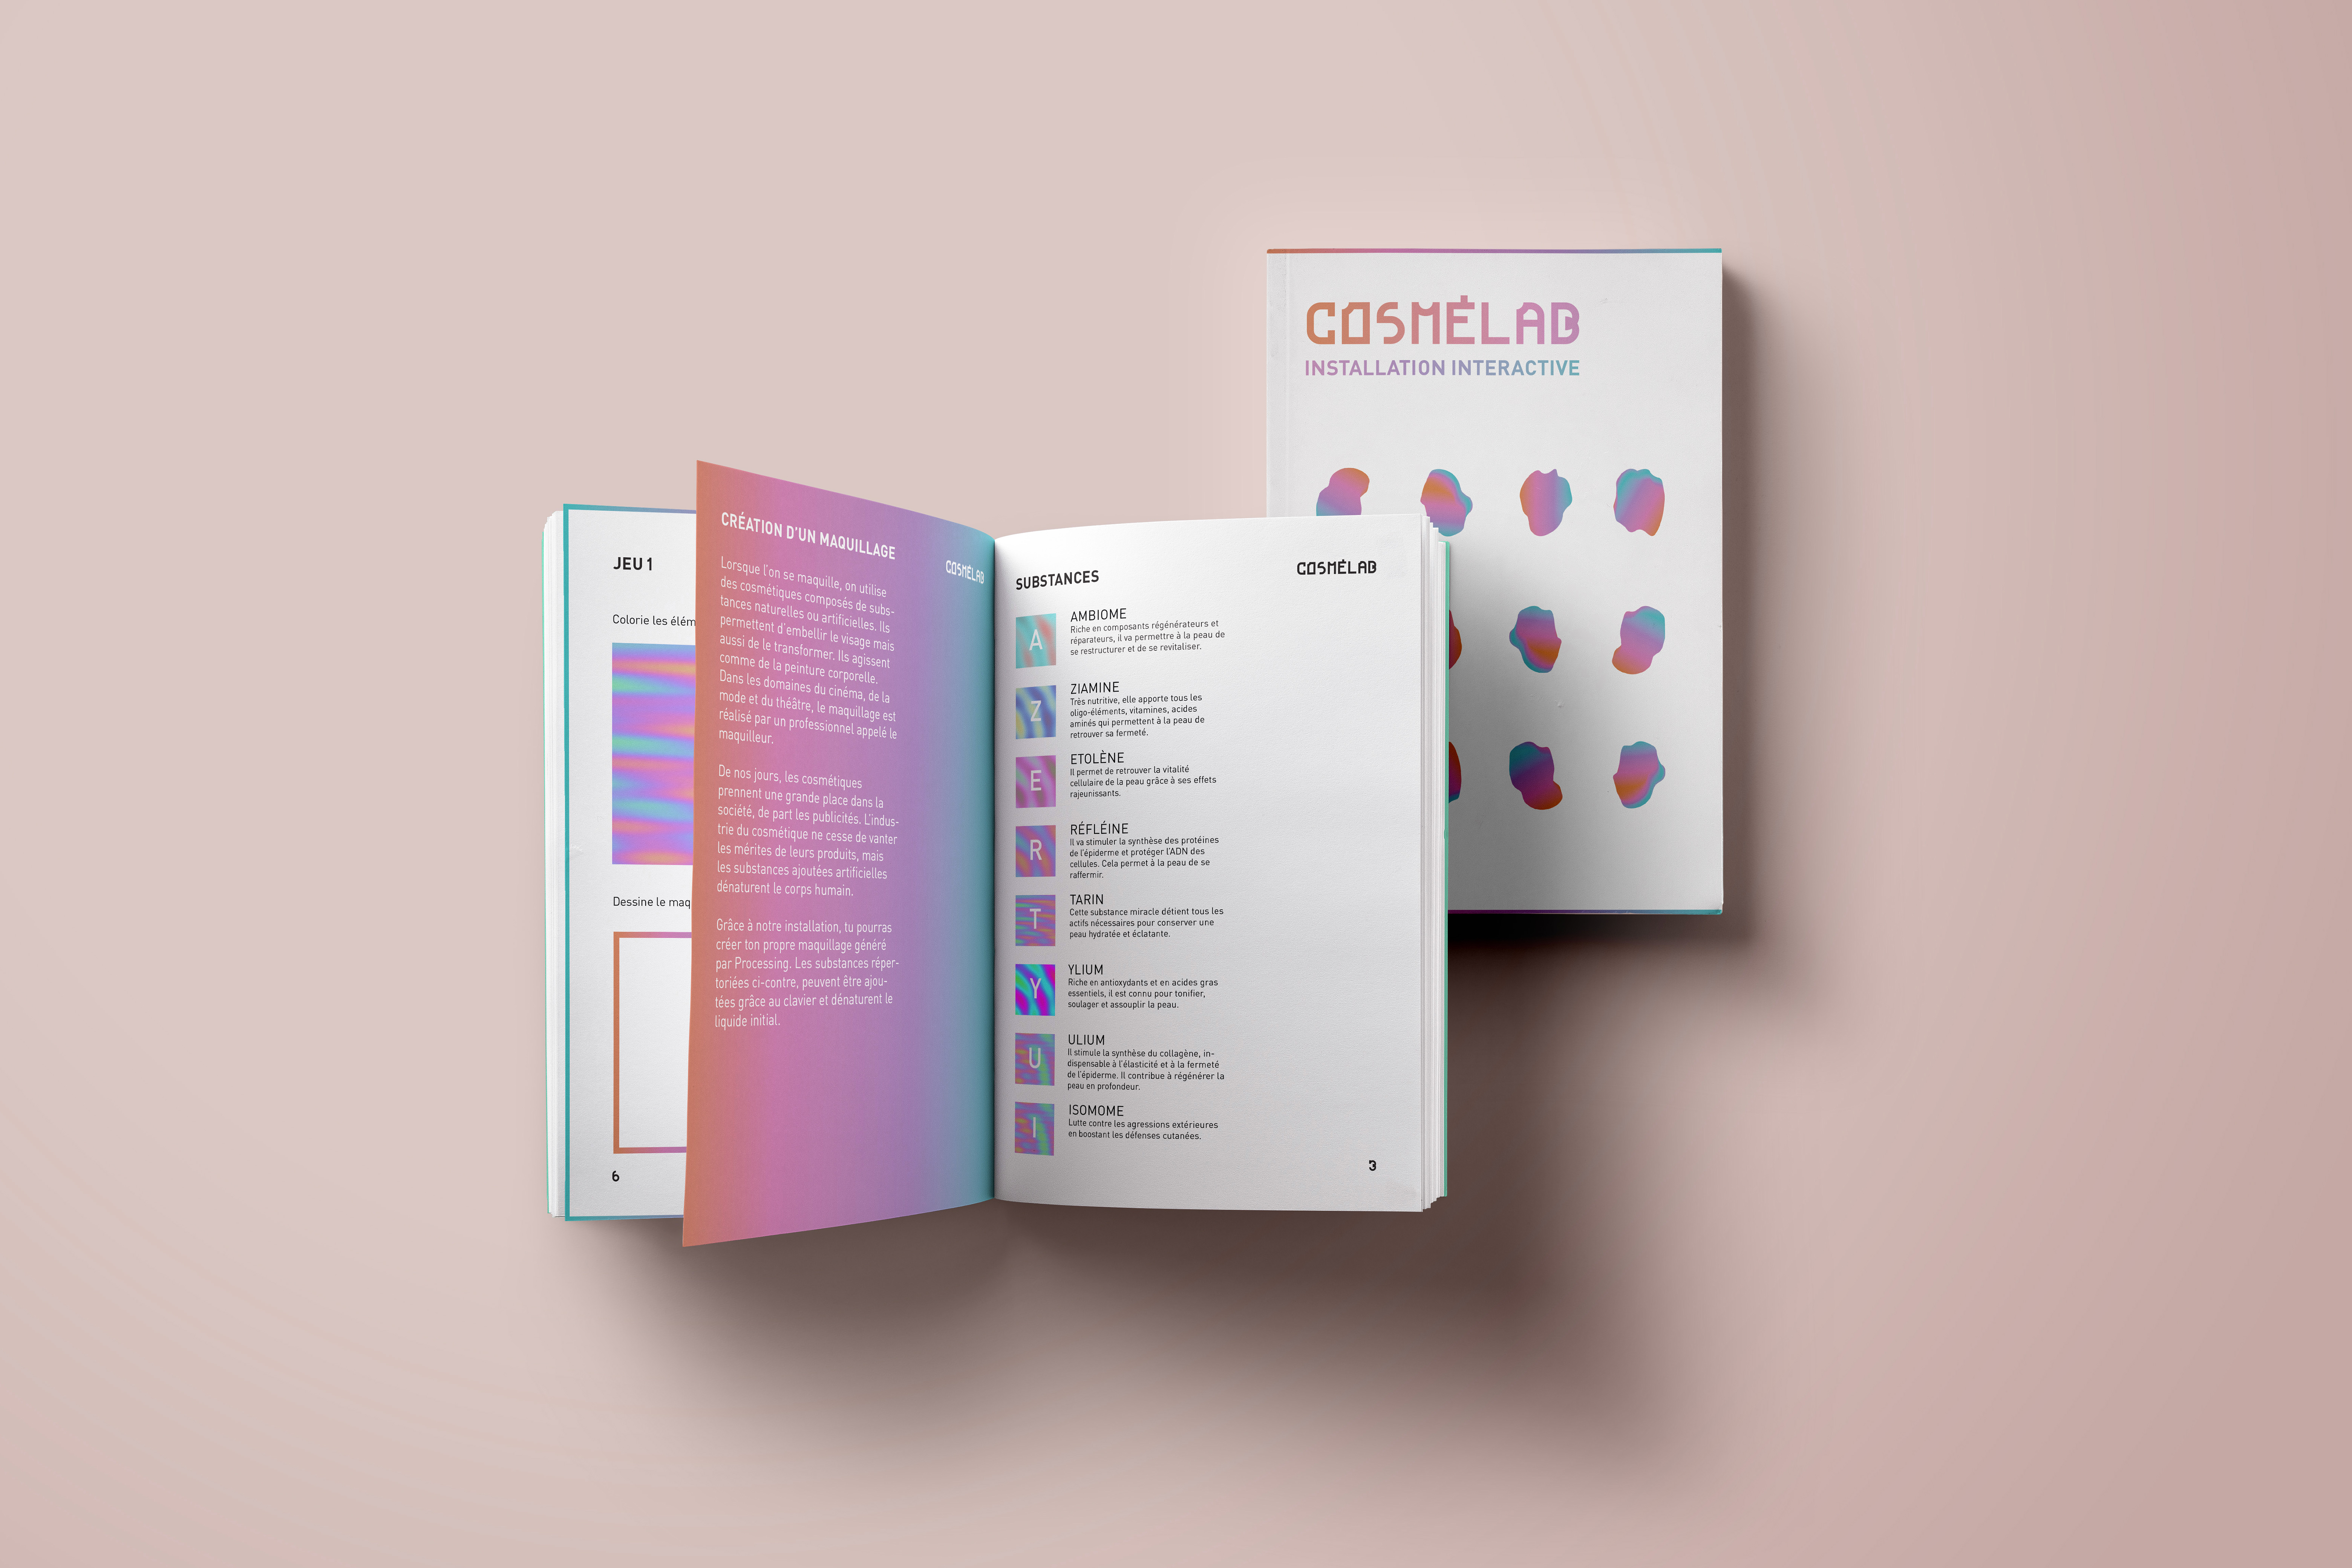 COSMÉLAB
INSTALLATION INTERACTIVE
JEU 1
Colorie les
Dessine le
6
CRÉATION D'UN MAQUILLAGE
COSMÉLAB
Lorsque l'on se maquille, on utilise
des cosmétiques composés de subs-
tances naturelles ou artificielles. Ils
permettent d'embellir le visage mais
aussi de le transformer. Ils agissent
comme de la peinture corporelle.
Dans les domaines du cinéma, de la
mode et du théâtre, le maquillage est
réalisé par un professionnel appelé le
maquilleur.
De nos jours, les cosmétiques
prennent une grande place dans la
société, de part les publicités. L'indus-
trie du cosmétique ne cesse de vanter
les mérites de leurs produits, mais
les substances ajoutées artificielles
dénaturent le corps humain.
Grâce à notre installation, tu pourras
créer ton propre maquillage généré
par Processing. Les substances réper-
toriées ci-contre, peuvent être ajou-
tées grâce au clavier et dénaturent le
liquide initial.
SUBSTANCES
COSMÉLAB
A
AMBIOME
Riche en composants régénérateurs et
réparateurs, il va permettre à la peau de
se restructurer et de se revitaliser.
Z
ZIAMINE
Très nutritive, elle apporte tous les
oligo-éléments, vitamines, acides
aminés qui permettent à la peau de
retrouver sa fermeté.
E
ETOLÈNE
Il permet de retrouver la vitalité
cellulaire de la peau grâce à ses effets
rajeunissants.
R
RÉFLÉINE
Il va stimuler la synthèse des protéines
de l'épiderme et protéger l'ADN des
cellules. Cela permet à la peau de se
raffermir.
T
TARIN
Cette substance miracle détient tous les
actifs nécessaires pour conserver une
peau hydratée et éclatante.
Y
YLIUM
Riche en antioxydants et en acides gras
essentiels, il est connu pour tonifier,
soulager et assouplir la peau.
U
ULIUM
Il stimule la synthèse du collagène, in-
dispensable à l'élasticité et à la fermeté
de l'épiderme. Il contribue à régénérer la
peau en profondeur.
I
ISOMOME
Lutte contre les agressions extérieures
en boostant les défenses cutanées.
3